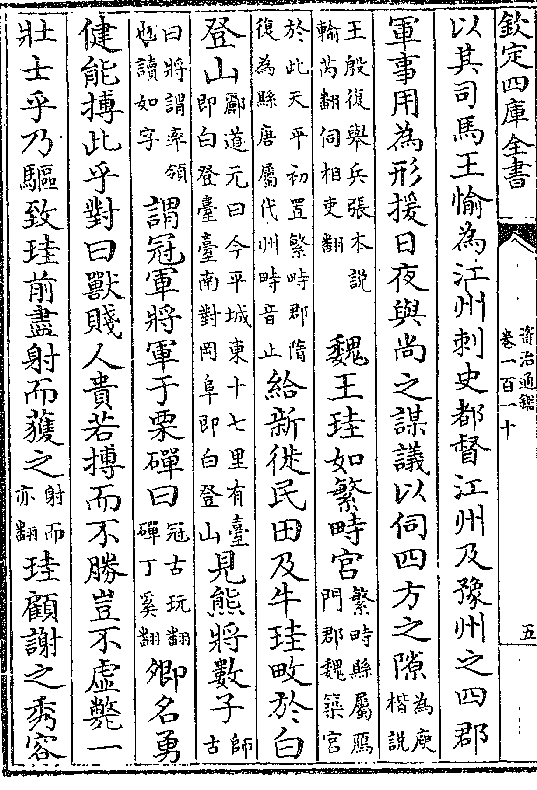 欽定四庫全書
資治通鑑
卷一百一十
五
以其司馬王愉為江州刺史都督江州及豫州之四郡
軍事用為形援日夜與尚之謀議以伺四方之隙為庾楷說
王殷復舉兵張本說輸芮翻伺相吏翻魏王珪如繁畤宮繁畤縣屬鴈門郡魏築宮
於此天平初置繁畤郡隋復為縣唐屬代州畤音止給新徙民田及牛珪畋於白
登山酈道元曰今平城東十七里有臺即白登臺臺南對岡阜即白登山見熊將數子師古
曰將謂率領也讀如字謂冠軍將軍于栗磾曰冠古玩翻磾丁奚翻卿名勇
健能搏此乎對曰獸賤人貴若搏而不勝豈不虛斃一
壯士乎乃驅致珪前盡射而獲之射而亦翻珪顧謝之秀容